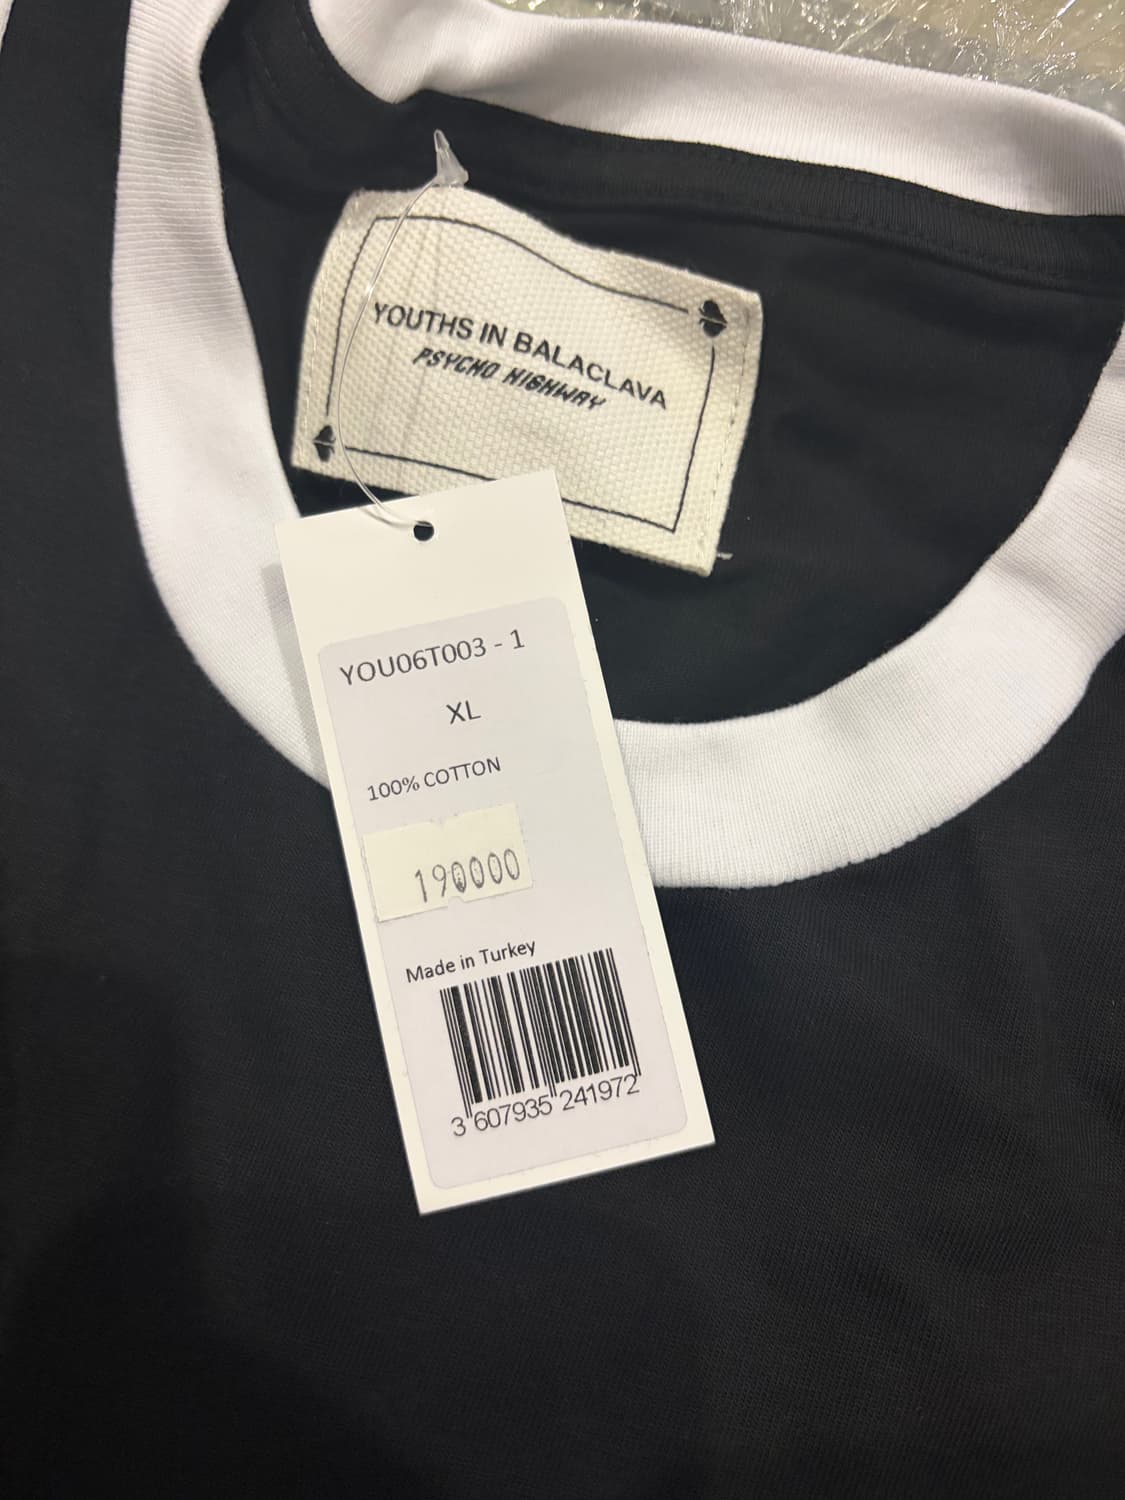 YOUTHS IN BALACLAVA
PSYCHO HIGHWAY
YOU06T003 - 1
XL
100% COTTON
190000
Made in Turkey
3 607935 241972